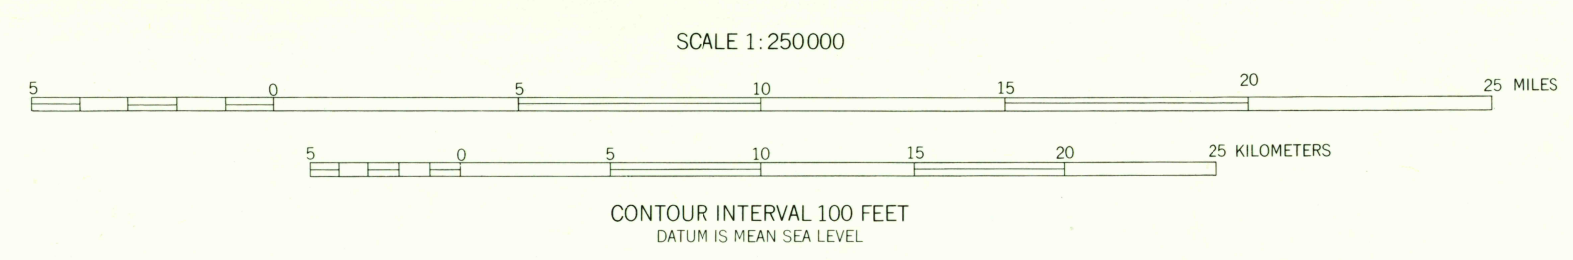 SCALE 1:250000
5 0 5 10 15 20 25 MILES
5 0 5 10 15 20 25 KILOMETERS
CONTOUR INTERVAL 100 FEET
DATUM IS MEAN SEA LEVEL